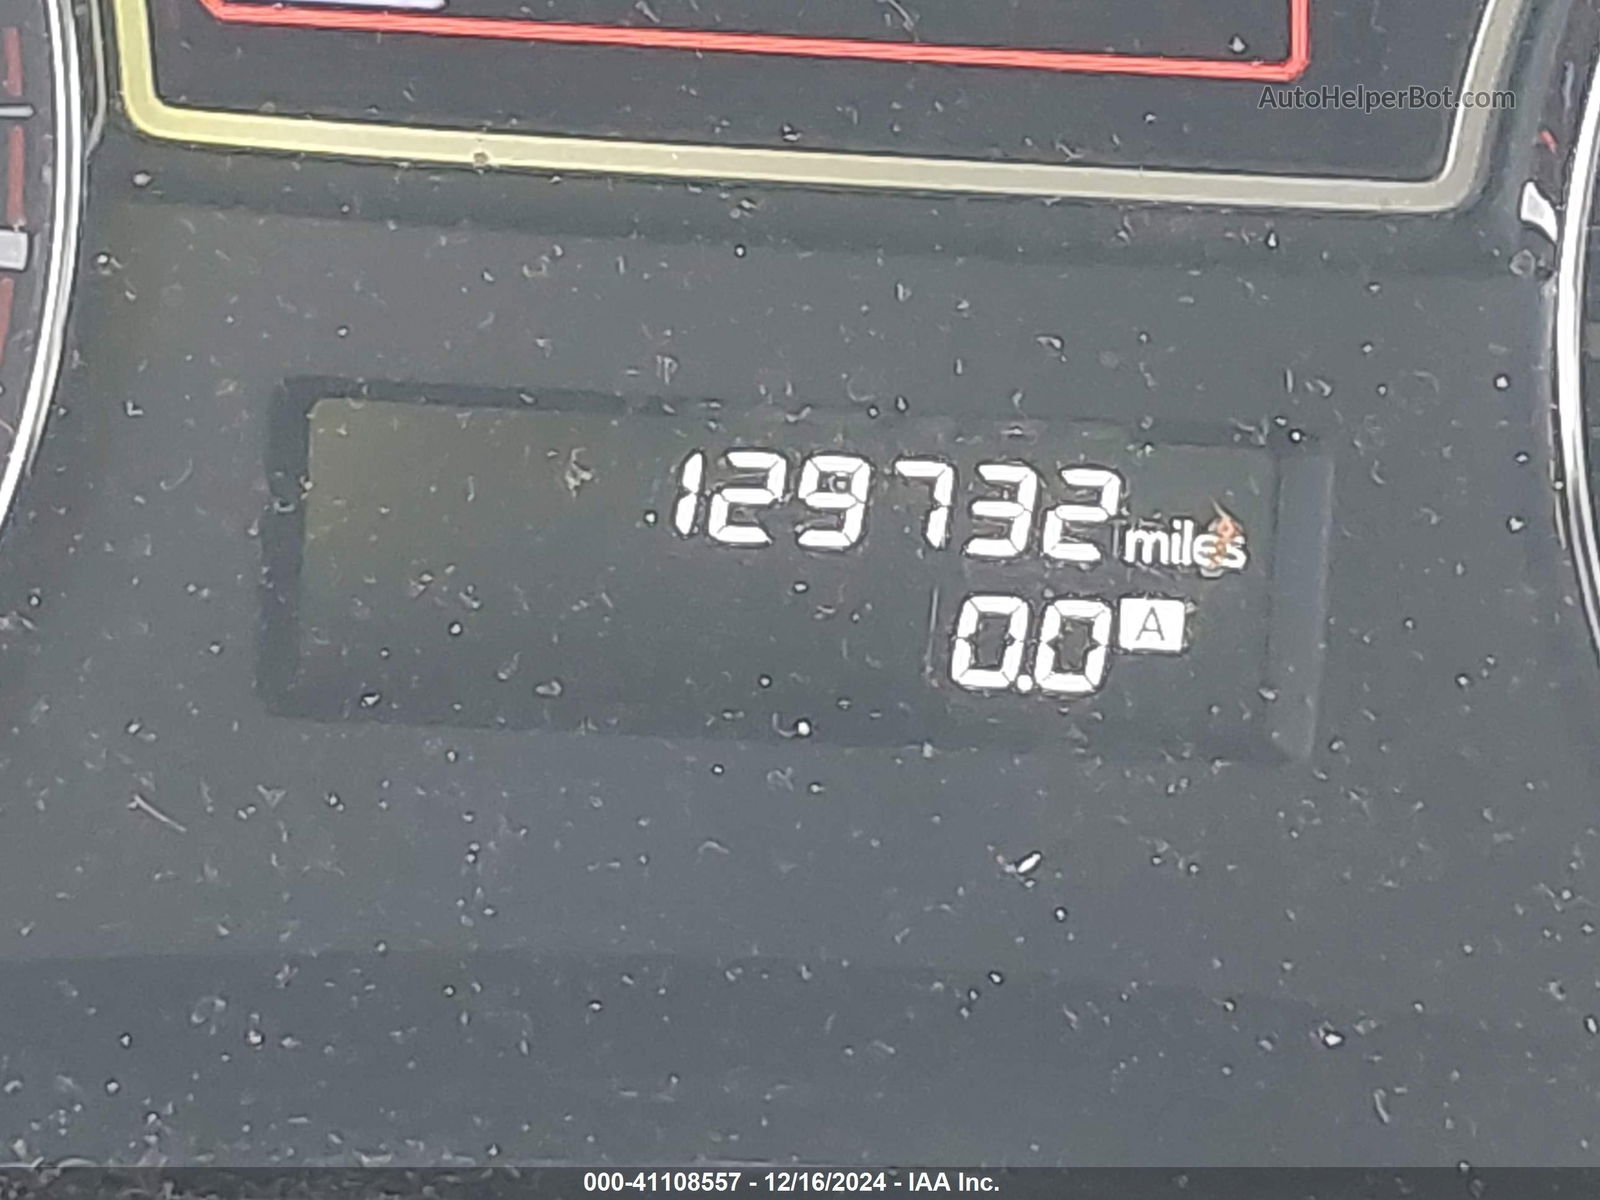 AutoHelperBot.com
129732 miles
0.0 A
000-41108557 - 12/16/2024 - IAA Inc.